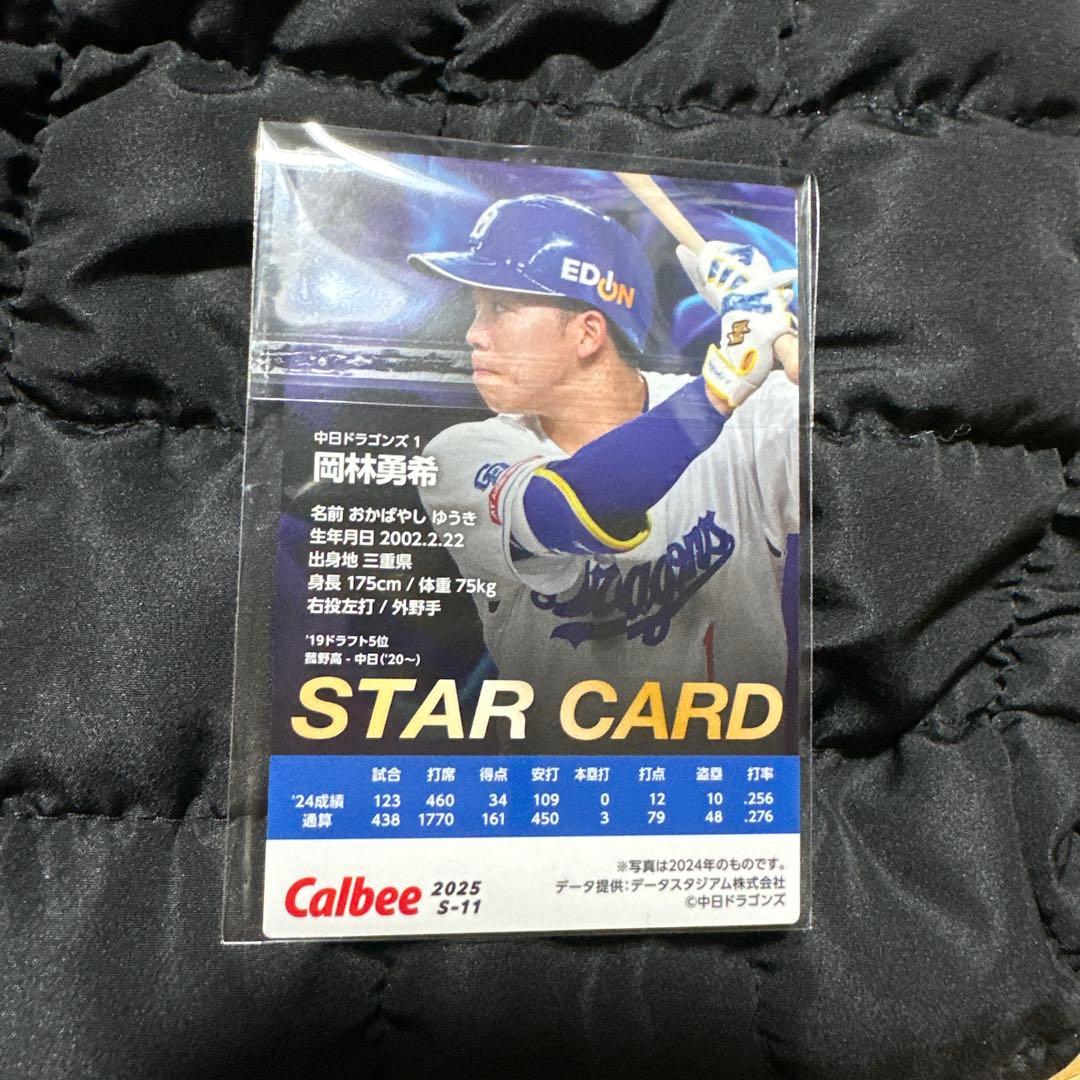 EDION
中日ドラゴンズ 1
岡林勇希
名前 おかばやし ゆうき
生年月日 2002.2.22
出身地 三重県
身長 175cm / 体重 75kg
右投左打 / 外野手
'19ドラフト5位
菰野高 - 中日('20〜)
Dragons
1
STAR CARD
試合 打席 得点 安打 本塁打 打点 盗塁 打率
'24成績 123 460 34 109 0 12 10 .256
通算 438 1770 161 450 3 79 48 .276
※写真は2024年のものです。
データ提供:データスタジアム株式会社
©中日ドラゴンズ
Calbee 2025
S-11